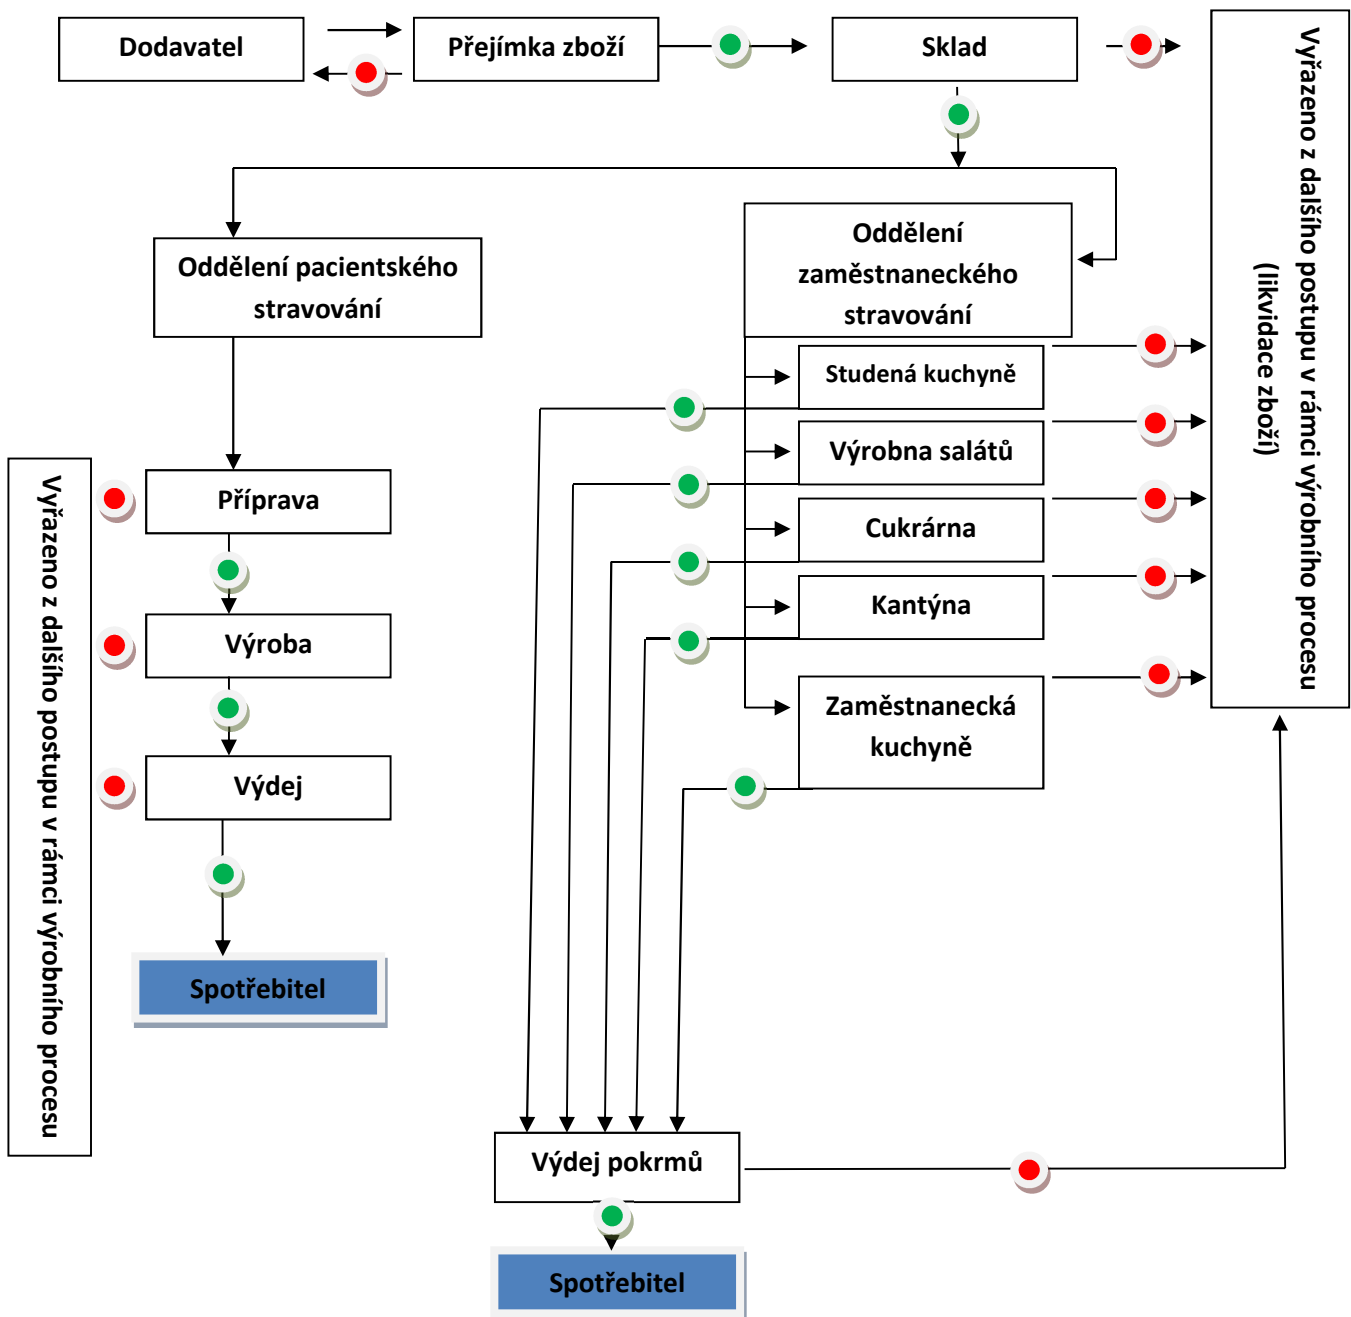 Dodavatel
Přejímka zboží
Sklad
Vyřazeno z dalšího postupu v rámci výrobního procesu
(likvidace zboží)
Oddělení pacientského
stravování
Oddělení
zaměstnaneckého
stravování
Studená kuchyně
Výrobna salátů
Cukrárna
Kantýna
Zaměstnanecká
kuchyně
Vyřazeno z dalšího postupu v rámci výrobního procesu
Příprava
Výroba
Výdej
Spotřebitel
Výdej pokrmů
Spotřebitel